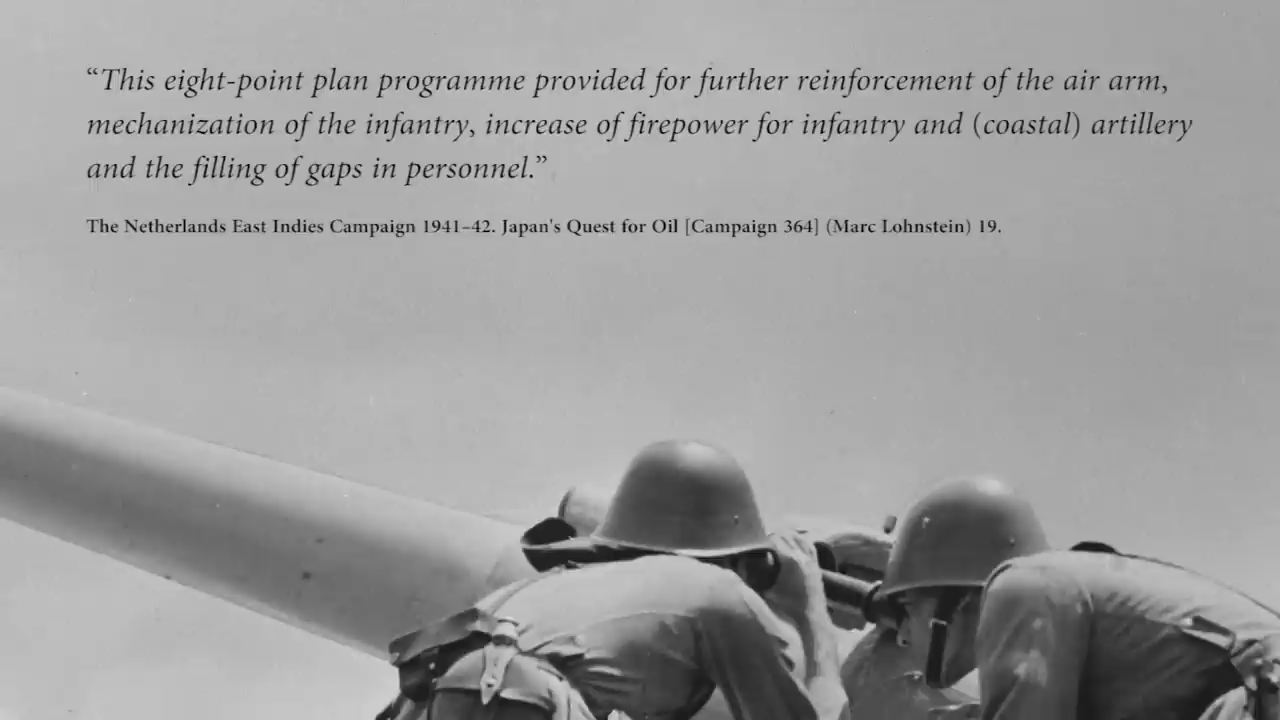 “This eight-point plan programme provided for further reinforcement of the air arm,
mechanization of the infantry, increase of firepower for infantry and (coastal) artillery
and the filling of gaps in personnel.”
The Netherlands East Indies Campaign 1941–42. Japan's Quest for Oil [Campaign 364] (Marc Lohnstein) 19.